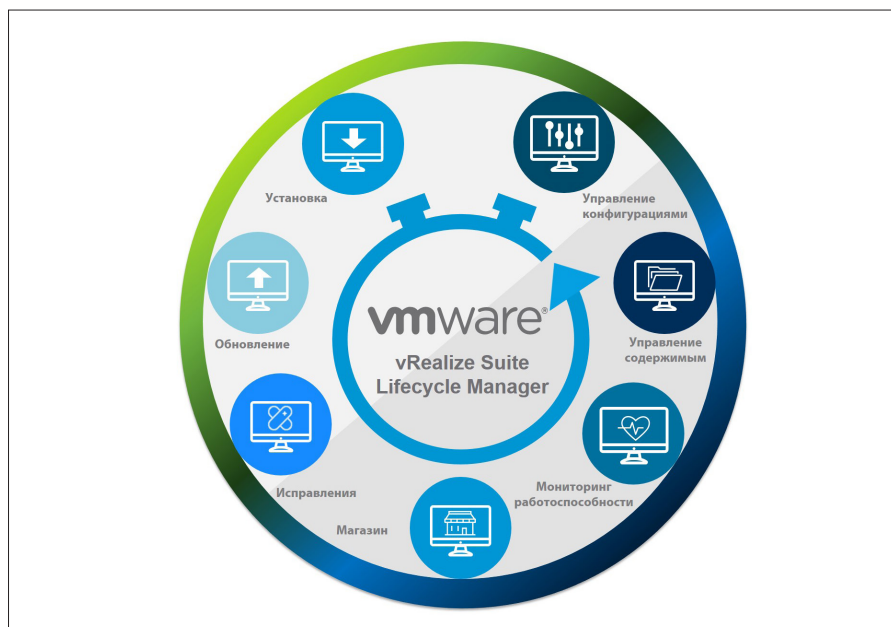 Установка
Управление
конфигурациями
Обновление
vmware®
vRealize Suite
Lifecycle Manager
Управление
содержимым
Исправления
Мониторинг
работоспособности
Магазин